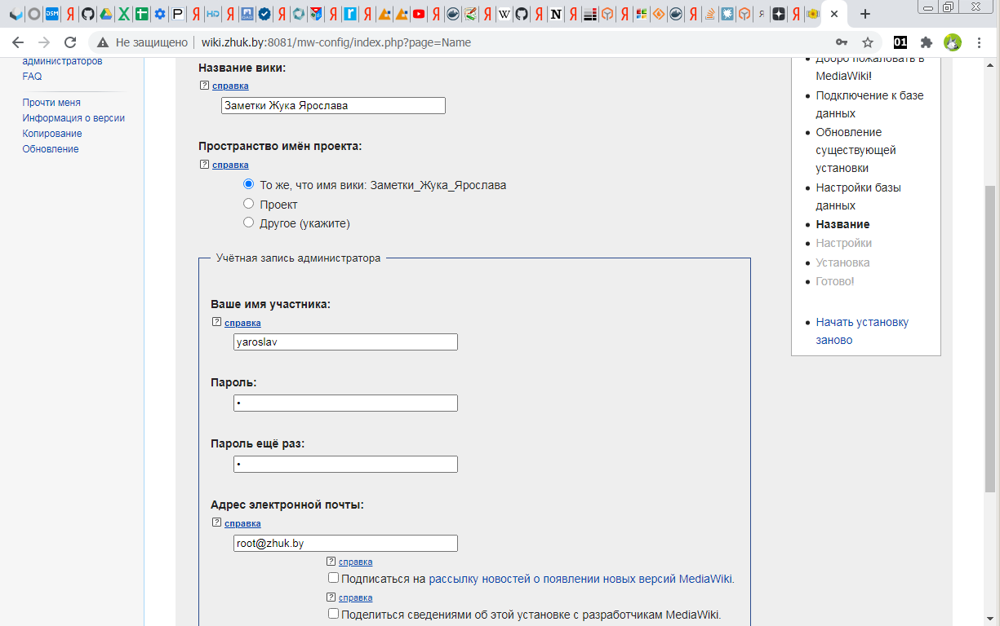 Не защищено
wiki.zhuk.by:8081/mw-config/index.php?page=Name
администраторов
FAQ
Прочти меня
Информация о версии
Копирование
Обновление
Название вики:
справка
Заметки Жука Ярослава
Пространство имён проекта:
справка
То же, что имя вики: Заметки_Жука_Ярослава
Проект
Другое (укажите)
Учётная запись администратора
Ваше имя участника:
справка
yaroslav
Пароль:
Пароль ещё раз:
Адрес электронной почты:
справка
root@zhuk.by
справка
Подписаться на рассылку новостей о появлении новых версий MediaWiki.
справка
Поделиться сведениями об этой установке с разработчикам MediaWiki.
Добро пожаловать в
MediaWiki!
Подключение к базе
данных
Обновление
существующей
установки
Настройки базы
данных
Название
Настройки
Установка
Готово!
Начать установку
заново